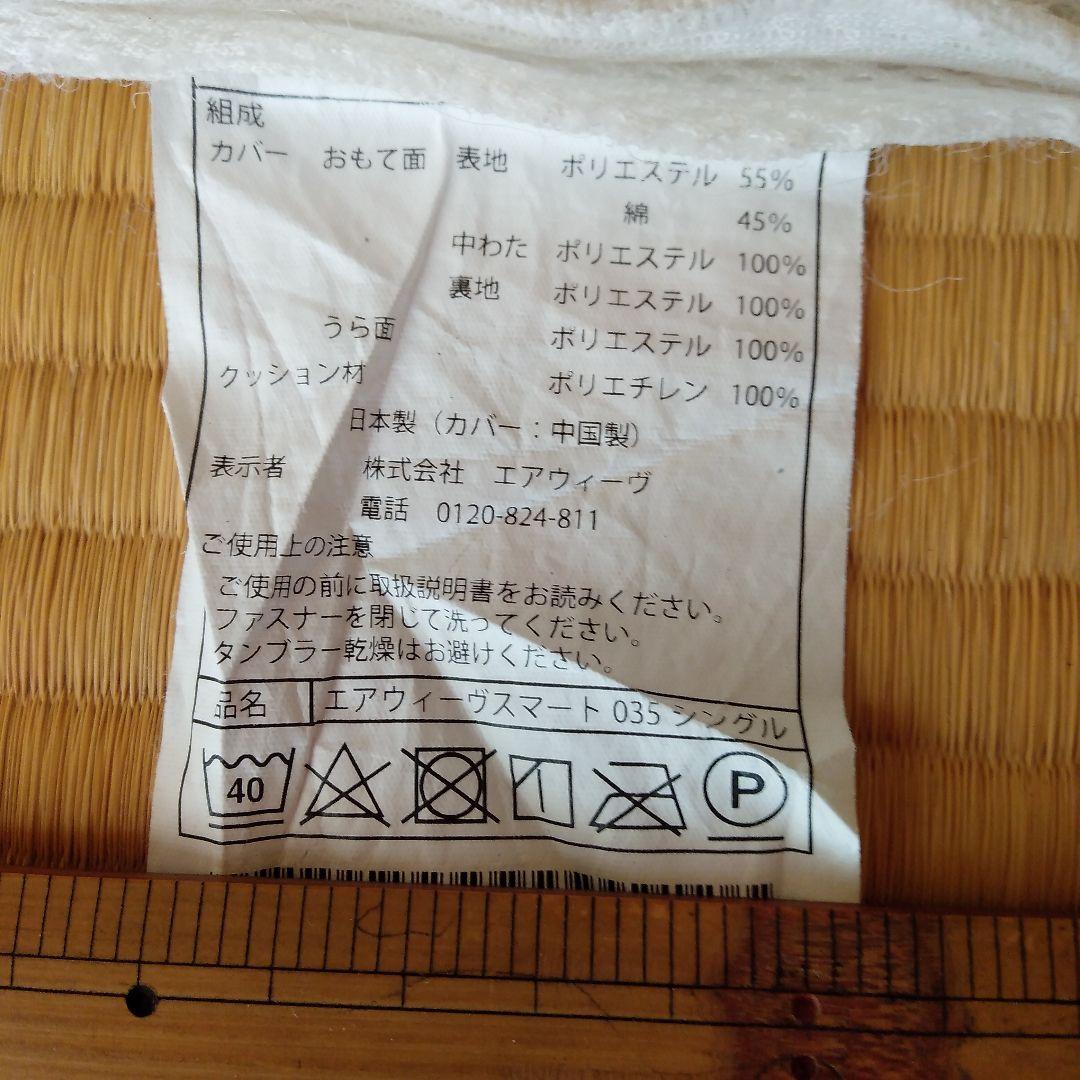 組成
カバー おもて面 表地 ポリエステル 55%
綿 45%
中わた ポリエステル 100%
裏地 ポリエステル 100%
うら面 ポリエステル 100%
クッション材 ポリエチレン 100%
日本製（カバー：中国製）
表示者 株式会社 エアウィーヴ
電話 0120-824-811
ご使用上の注意
ご使用の前に取扱説明書をお読みください。
ファスナーを閉じて洗ってください。
タンブラー乾燥はお避けください。
品名 エアウィーヴスマート 035 シングル
40 P